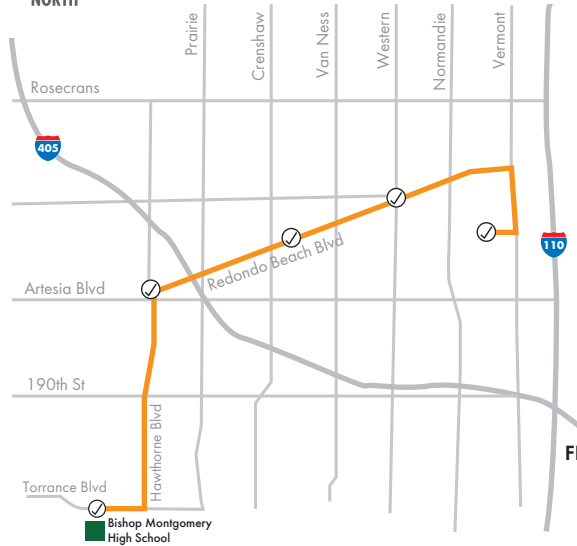 NORTH
Prairie
Crenshaw
Van Ness
Western
Normandie
Vermont
Rosecrans
405
110
Redondo Beach Blvd
Artesia Blvd
190th St
Hawthorne Blvd
Torrance Blvd
Bishop Montgomery
High School